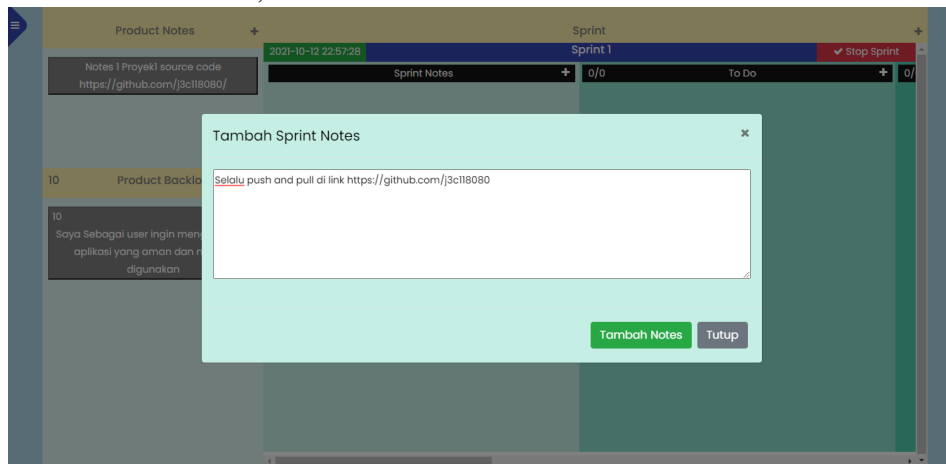 Product Notes +
Sprint +
2021-10-12 22:57:28
Sprint 1
Stop Sprint
Notes 1 Proyek1 source code
https://github.com/j3c118080/
Sprint Notes +
0/0 To Do +
0/
Tambah Sprint Notes ×
Selalu push and pull di link https://github.com/j3c118080
10 Product Backlo
10
Saya Sebagai user ingin men
aplikasi yang aman dan
digunakan
Tambah Notes Tutup